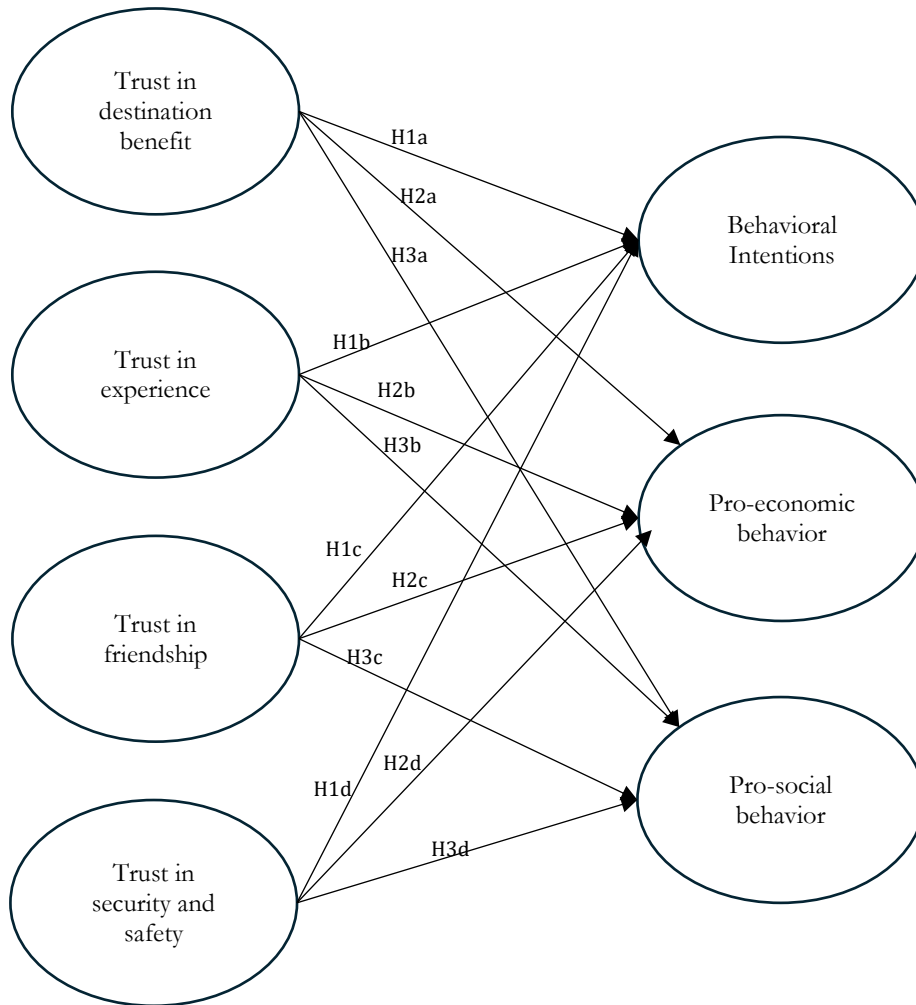 Trust in
destination
benefit
H1a
H2a
H3a
Behavioral
Intentions
Trust in
experience
H1b
H2b
H3b
Pro-economic
behavior
Trust in
friendship
H1c
H2c
H3c
Pro-social
behavior
Trust in
security and
safety
H1d
H2d
H3d